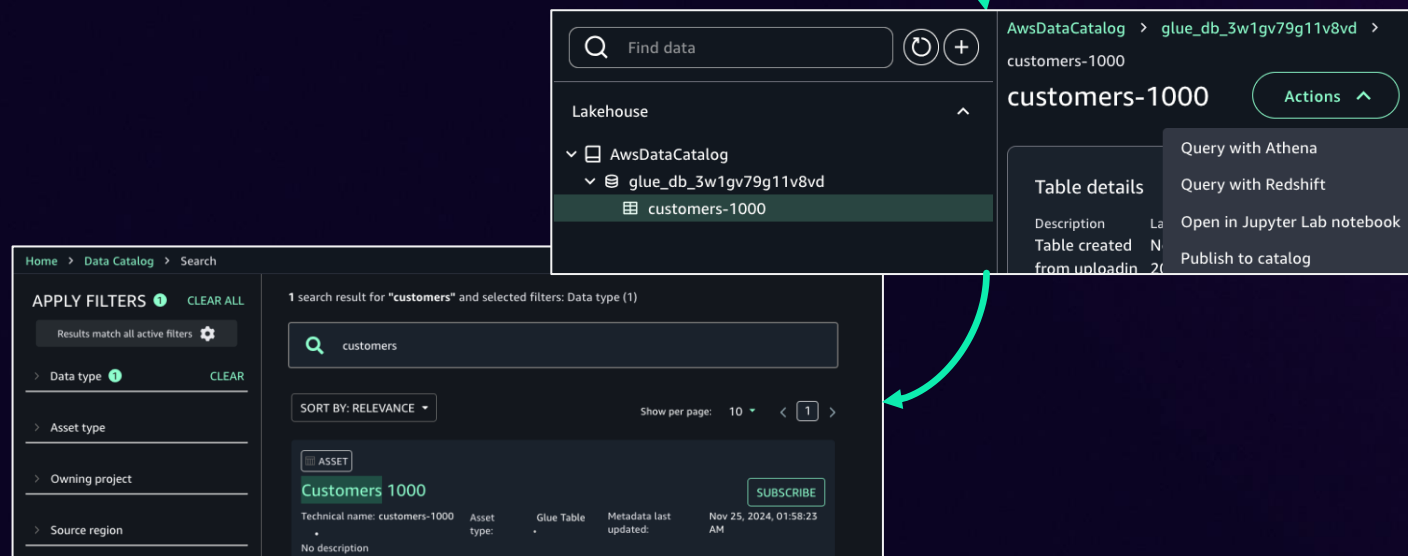 Find data
Lakehouse
AwsDataCatalog
glue_db_3w1gv79g11v8vd
customers-1000
AwsDataCatalog > glue_db_3w1gv79g11v8vd >
customers-1000
customers-1000
Actions
Query with Athena
Query with Redshift
Open in Jupyter Lab notebook
Publish to catalog
Table details
Description
Table created
from uploadin
Home > Data Catalog > Search
APPLY FILTERS 1 CLEAR ALL
Results match all active filters
Data type 1 CLEAR
Asset type
Owning project
Source region
1 search result for "customers" and selected filters: Data type (1)
customers
SORT BY: RELEVANCE
Show per page: 10 < 1 >
ASSET
Customers 1000
SUBSCRIBE
Technical name: customers-1000
Asset type:
Glue Table
Metadata last updated:
Nov 25, 2024, 01:58:23 AM
No description